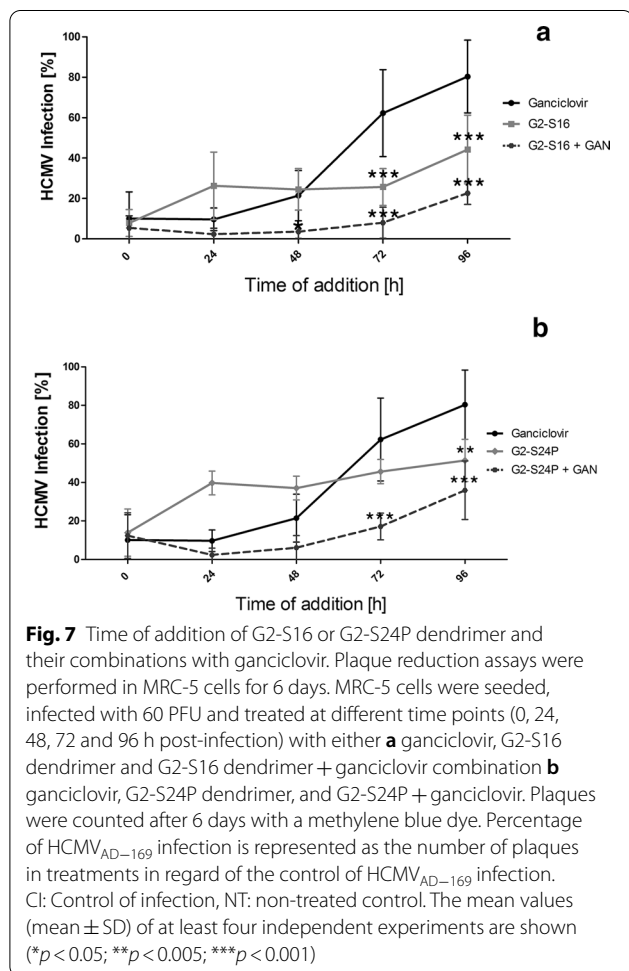 a
HCMV Infection [%]
100
80
60
40
20
0
Ganciclovir
G2-S16
G2-S16 + GAN
***
***
***
***
*
0
24
48
72
96
Time of addition [h]
b
HCMV Infection [%]
100
80
60
40
20
0
Ganciclovir
G2-S24P
G2-S24P + GAN
**
***
***
0
24
48
72
96
Time of addition [h]
Fig. 7 Time of addition of G2-S16 or G2-S24P dendrimer and
their combinations with ganciclovir. Plaque reduction assays were
performed in MRC-5 cells for 6 days. MRC-5 cells were seeded,
infected with 60 PFU and treated at different time points (0, 24,
48, 72 and 96 h post-infection) with either a ganciclovir, G2-S16
dendrimer and G2-S16 dendrimer + ganciclovir combination b
ganciclovir, G2-S24P dendrimer, and G2-S24P + ganciclovir. Plaques
were counted after 6 days with a methylene blue dye. Percentage
of HCMVAD−169 infection is represented as the number of plaques
in treatments in regard of the control of HCMVAD−169 infection.
CI: Control of infection, NT: non-treated control. The mean values
(mean ± SD) of at least four independent experiments are shown
(*p < 0.05; **p < 0.005; ***p < 0.001)